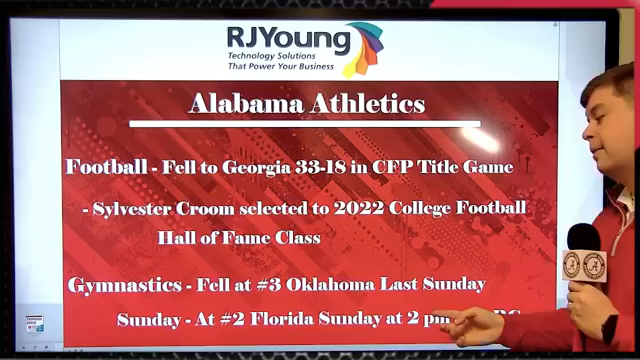 RJYoung
Technology Solutions
That Power Your Business
Alabama Athletics
Football - Fell to Georgia 33-18 in CFP Title Game
- Sylvester Croom selected to 2022 College Football
Hall of Fame Class
Gymnastics - Fell at #3 Oklahoma Last Sunday
Sunday - At #2 Florida Sunday at 2 pm